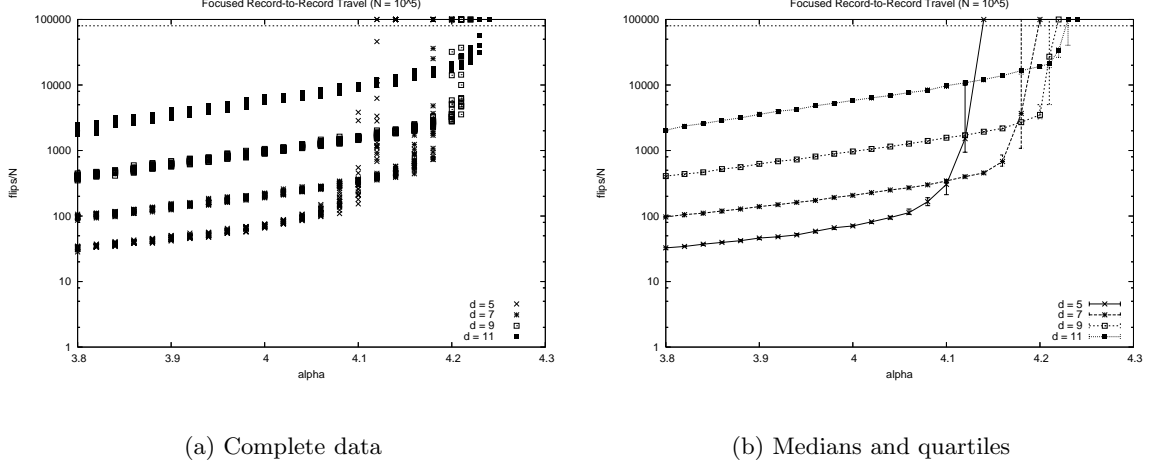 Focused Record-to-Record Travel (N = 10^5)
100000
10000
1000
100
10
1
flips/N
3.8
3.9
4
4.1
4.2
4.3
alpha
d = 5
d = 7
d = 9
d = 11
(a) Complete data
Focused Record-to-Record Travel (N = 10^5)
100000
10000
1000
100
10
1
flips/N
3.8
3.9
4
4.1
4.2
4.3
alpha
d = 5
d = 7
d = 9
d = 11
(b) Medians and quartiles